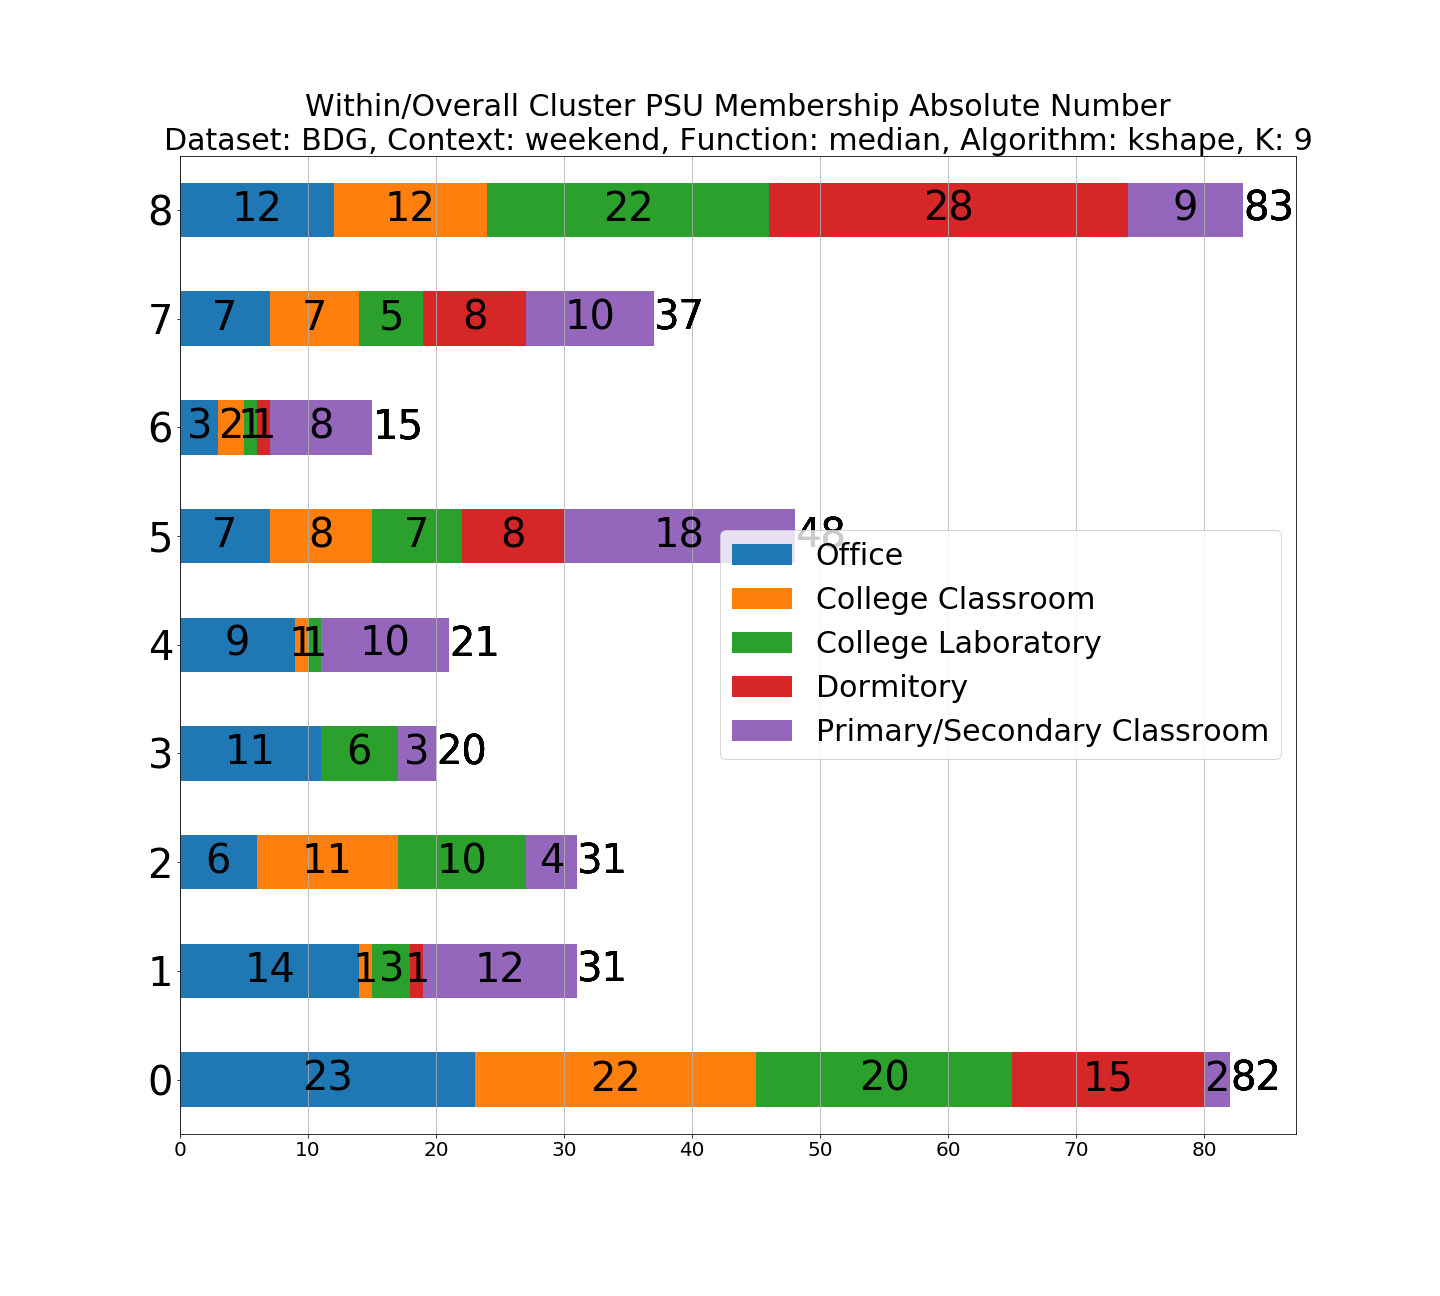 Within/Overall Cluster PSU Membership Absolute Number
Dataset: BDG, Context: weekend, Function: median, Algorithm: kshape, K: 9
8 12 12 22 28 9 83
7 7 7 5 8 10 37
6 3 2 1 1 8 15
5 7 8 7 8 18 48
Office
College Classroom
College Laboratory
Dormitory
Primary/Secondary Classroom
4 9 1 1 10 21
3 11 6 3 20
2 6 11 10 4 31
1 14 1 3 1 12 31
0 23 22 20 15 2 82
0 10 20 30 40 50 60 70 80